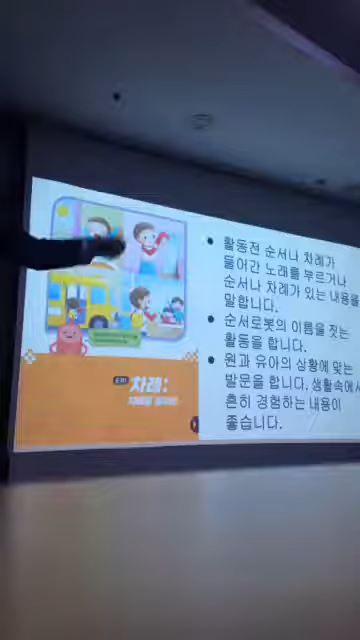 차례:
• 활동전 순서나 차례가
들어간 노래를 부르거나
순서나 차례가 있는 내용을
말합니다.
• 순서로봇의 이름을 짓는
활동을 합니다.
• 원과 유아의 상황에 맞는
발문을 합니다. 생활속에서
흔히 경험하는 내용이
좋습니다.